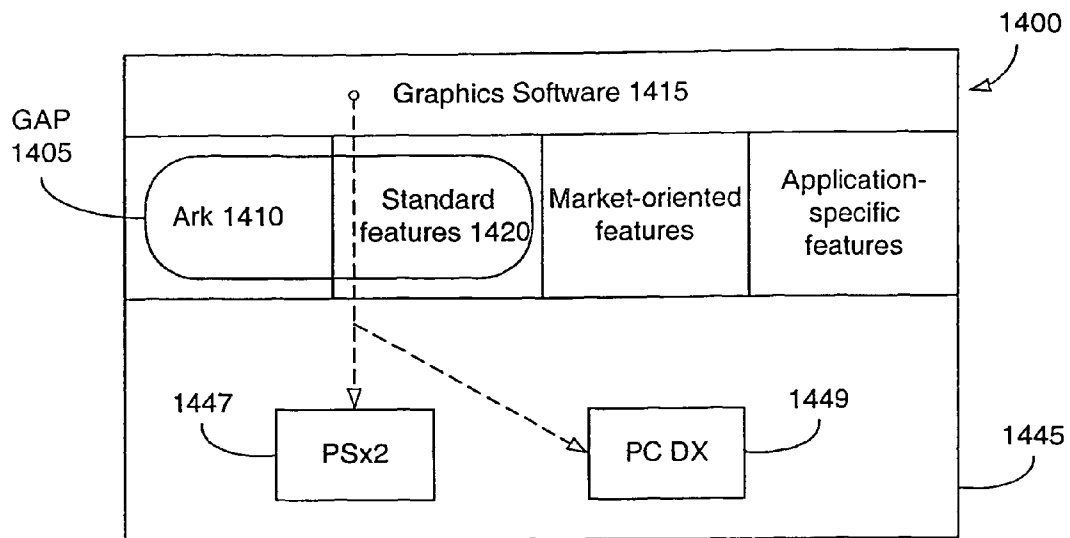 1400
Graphics Software 1415
GAP
1405
Ark 1410
Standard
features 1420
Market-oriented
features
Application-
specific
features
1447
PSx2
1449
PC DX
1445